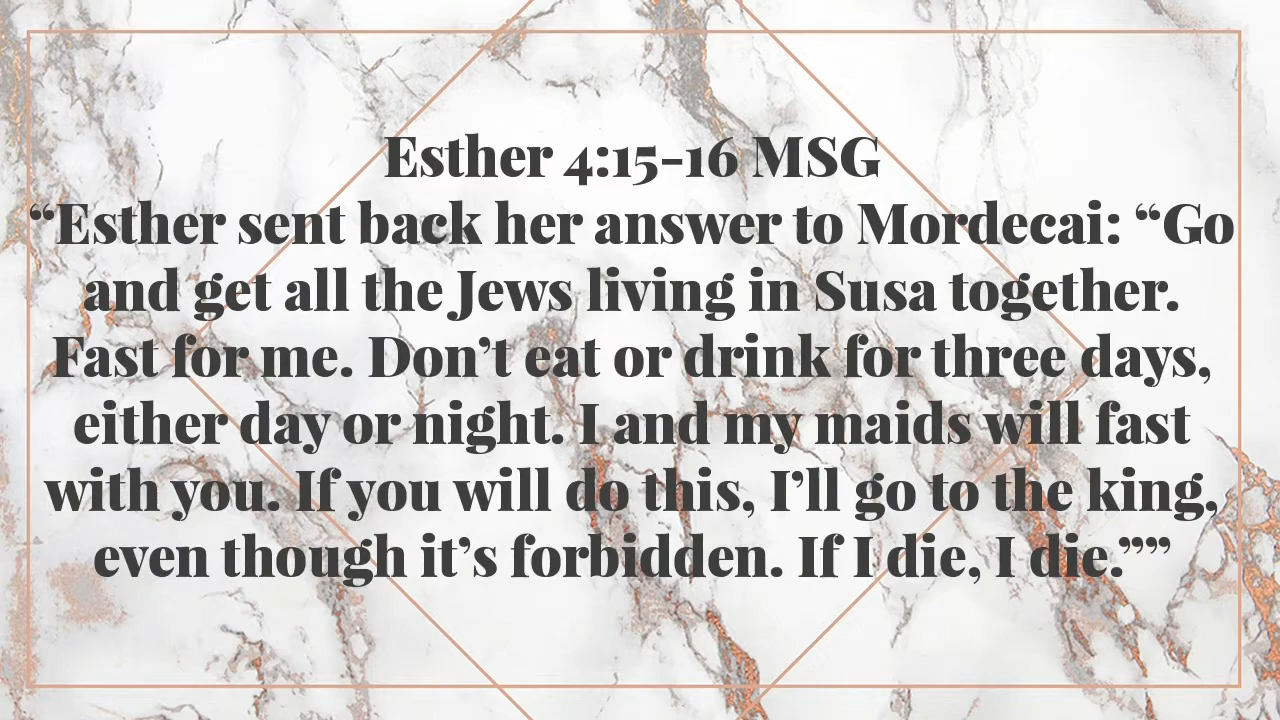 Esther 4:15-16 MSG
“Esther sent back her answer to Mordecai: “Go
and get all the Jews living in Susa together.
Fast for me. Don’t eat or drink for three days,
either day or night. I and my maids will fast
with you. If you will do this, I’ll go to the king,
even though it’s forbidden. If I die, I die.””